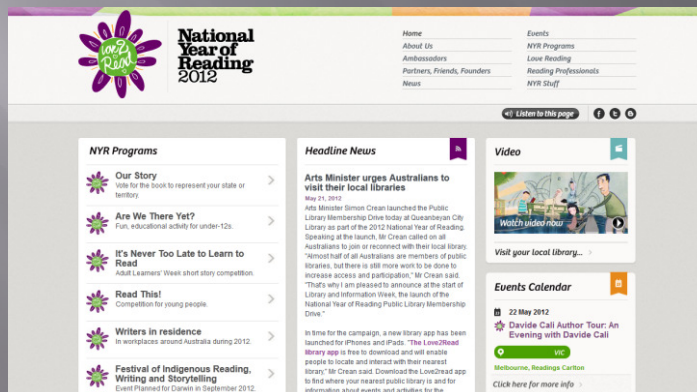 love2
Read
National
Year of
Reading
2012
Home
About Us
Ambassadors
Partners, Friends, Founders
News
Events
NYR Programs
Love Reading
Reading Professionals
NYR Stuff
Listen to this page
NYR Programs
Our Story
Vote for the book to represent your state or
territory.
Are We There Yet?
Fun, educational activity for under-12s.
It's Never Too Late to Learn to
Read
Adult Learners' Week short story competition.
Read This!
Competition for young people.
Writers in residence
In workplaces around Australia during 2012.
Festival of Indigenous Reading,
Writing and Storytelling
Event Planned for Darwin in September 2012.
Headline News
Arts Minister urges Australians to
visit their local libraries
May 21, 2012
Arts Minister Simon Crean launched the Public
Library Membership Drive today at Queanbeyan City
Library as part of the 2012 National Year of Reading.
Speaking at the launch, Mr Crean called on all
Australians to join or reconnect with their local library.
"Almost half of all Australians are members of public
libraries, but there is still more work to be done to
increase access and participation," Mr Crean said.
"That's why I am pleased to announce at the start of
Library and Information Week, the launch of the
National Year of Reading Public Library Membership
Drive."
In time for the campaign, a new library app has been
launched for iPhones and iPads. "The Love2Read
library app is free to download and will enable
people to locate and interact with their nearest
library," Mr Crean said. Download the Love2read app
to find where your nearest public library is and for
information about events and activities for the
Video
Watch video now
Visit your local library...
Events Calendar
22 May 2012
Davide Cali Author Tour: An
Evening with Davide Cali
VIC
Melbourne, Readings Carlton
Click here for more info